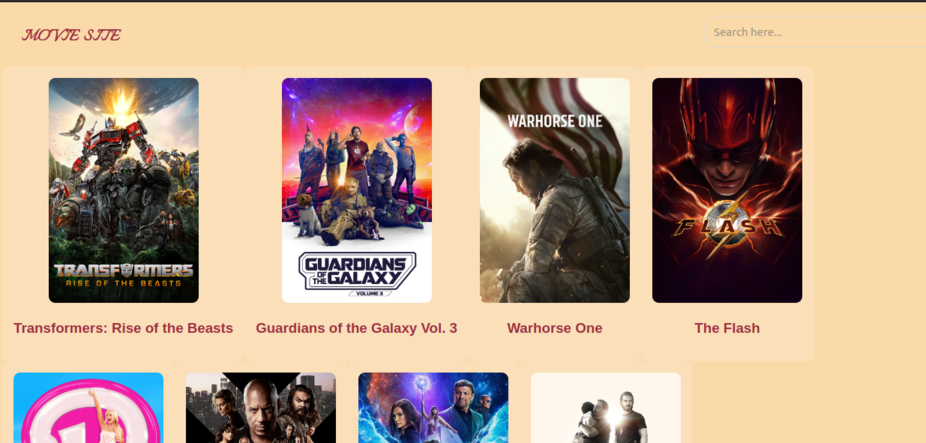 MOVIE SITE
Search here...
WARHORSE ONE
FLASH
TRANSFORMERS
RISE OF THE BEASTS
GUARDIANS
OF THE
GALAXY
VOLUME 3
Transformers: Rise of the Beasts
Guardians of the Galaxy Vol. 3
Warhorse One
The Flash